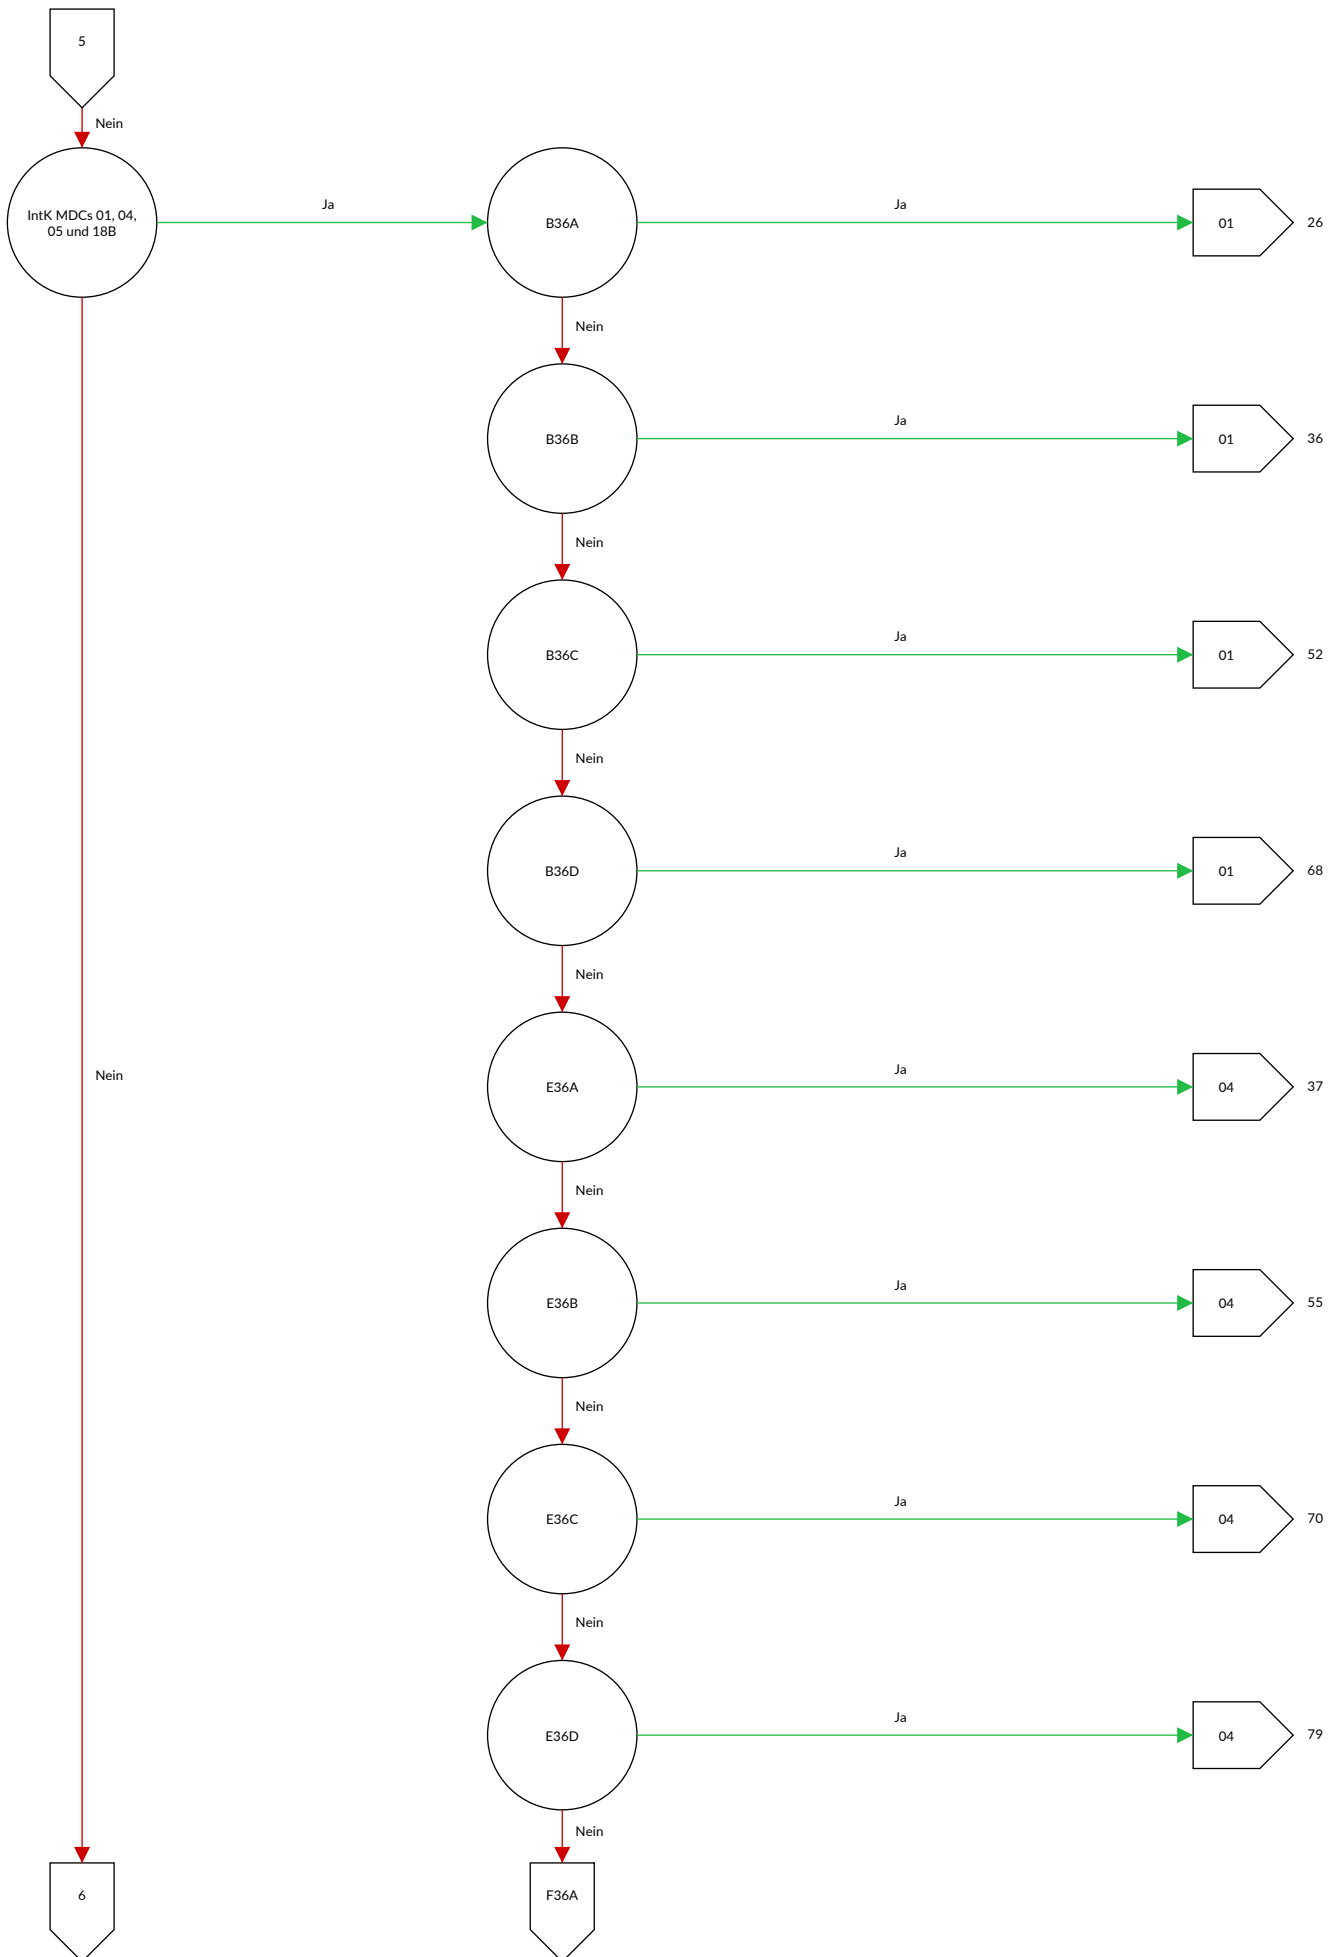 5
Nein
IntK MDCs 01, 04,
05 und 18B
Ja
B36A
Ja
01
26
Nein
B36B
Ja
01
36
Nein
B36C
Ja
01
52
Nein
B36D
Ja
01
68
Nein
E36A
Ja
04
37
Nein
Nein
E36B
Ja
04
55
Nein
E36C
Ja
04
70
Nein
E36D
Ja
04
79
Nein
6
F36A